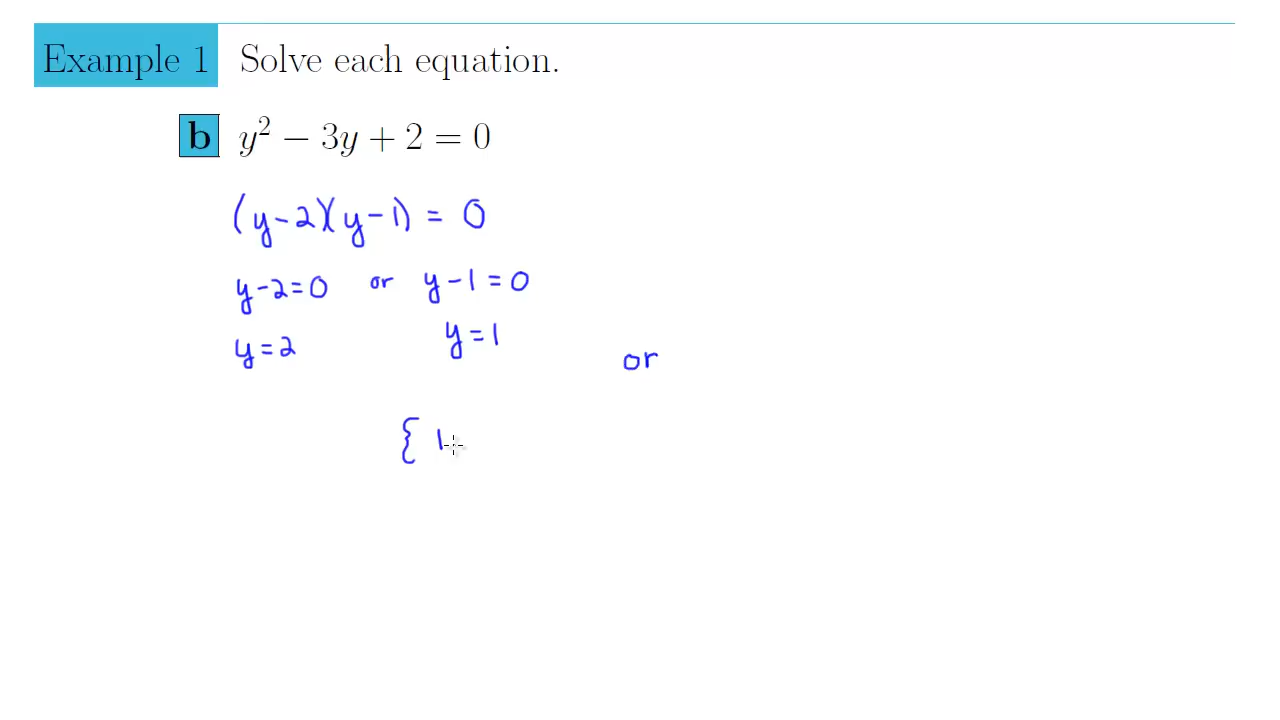 Example 1 Solve each equation.
b y² − 3y + 2 = 0
(y-2)(y-1) = 0
y-2=0 or y-1=0
y=2 y=1
or
{ 1